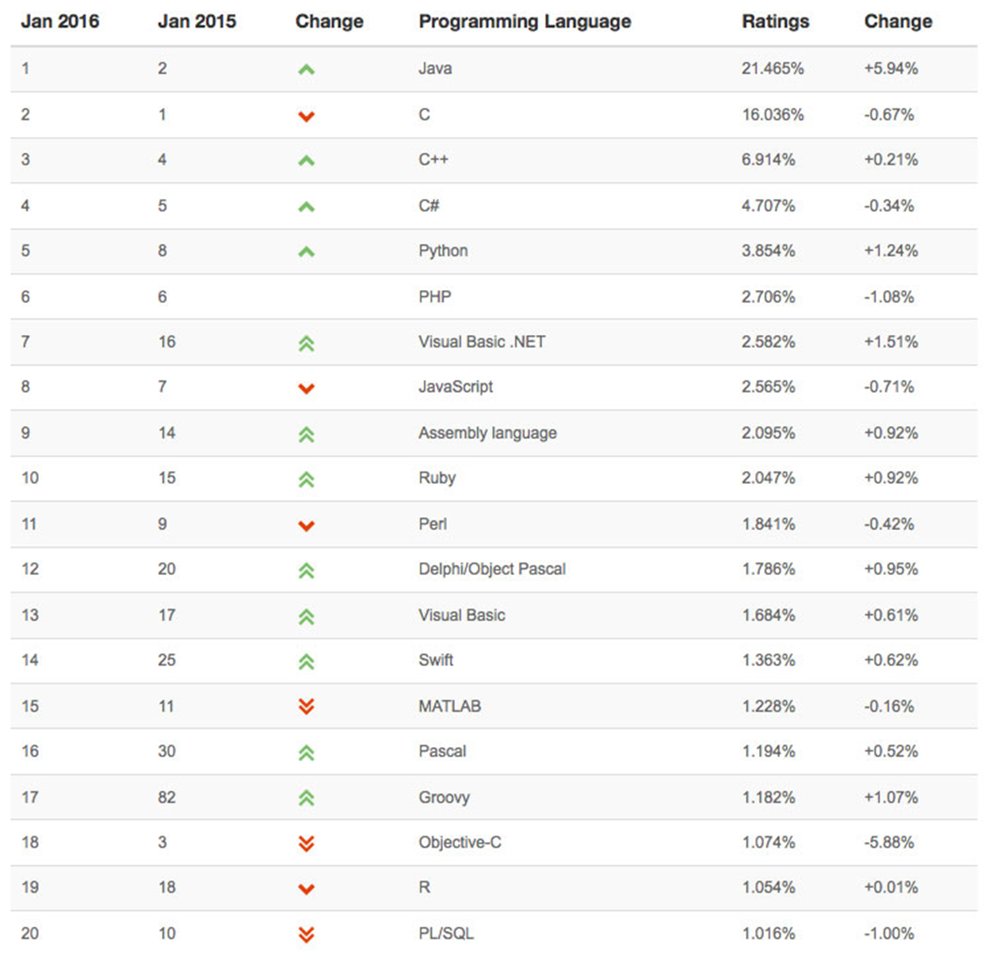 Jan 2016 Jan 2015 Change Programming Language Ratings Change
1 2 Java 21.465% +5.94%
2 1 C 16.036% -0.67%
3 4 C++ 6.914% +0.21%
4 5 C# 4.707% -0.34%
5 8 Python 3.854% +1.24%
6 6 PHP 2.706% -1.08%
7 16 Visual Basic .NET 2.582% +1.51%
8 7 JavaScript 2.565% -0.71%
9 14 Assembly language 2.095% +0.92%
10 15 Ruby 2.047% +0.92%
11 9 Perl 1.841% -0.42%
12 20 Delphi/Object Pascal 1.786% +0.95%
13 17 Visual Basic 1.684% +0.61%
14 25 Swift 1.363% +0.62%
15 11 MATLAB 1.228% -0.16%
16 30 Pascal 1.194% +0.52%
17 82 Groovy 1.182% +1.07%
18 3 Objective-C 1.074% -5.88%
19 18 R 1.054% +0.01%
20 10 PL/SQL 1.016% -1.00%